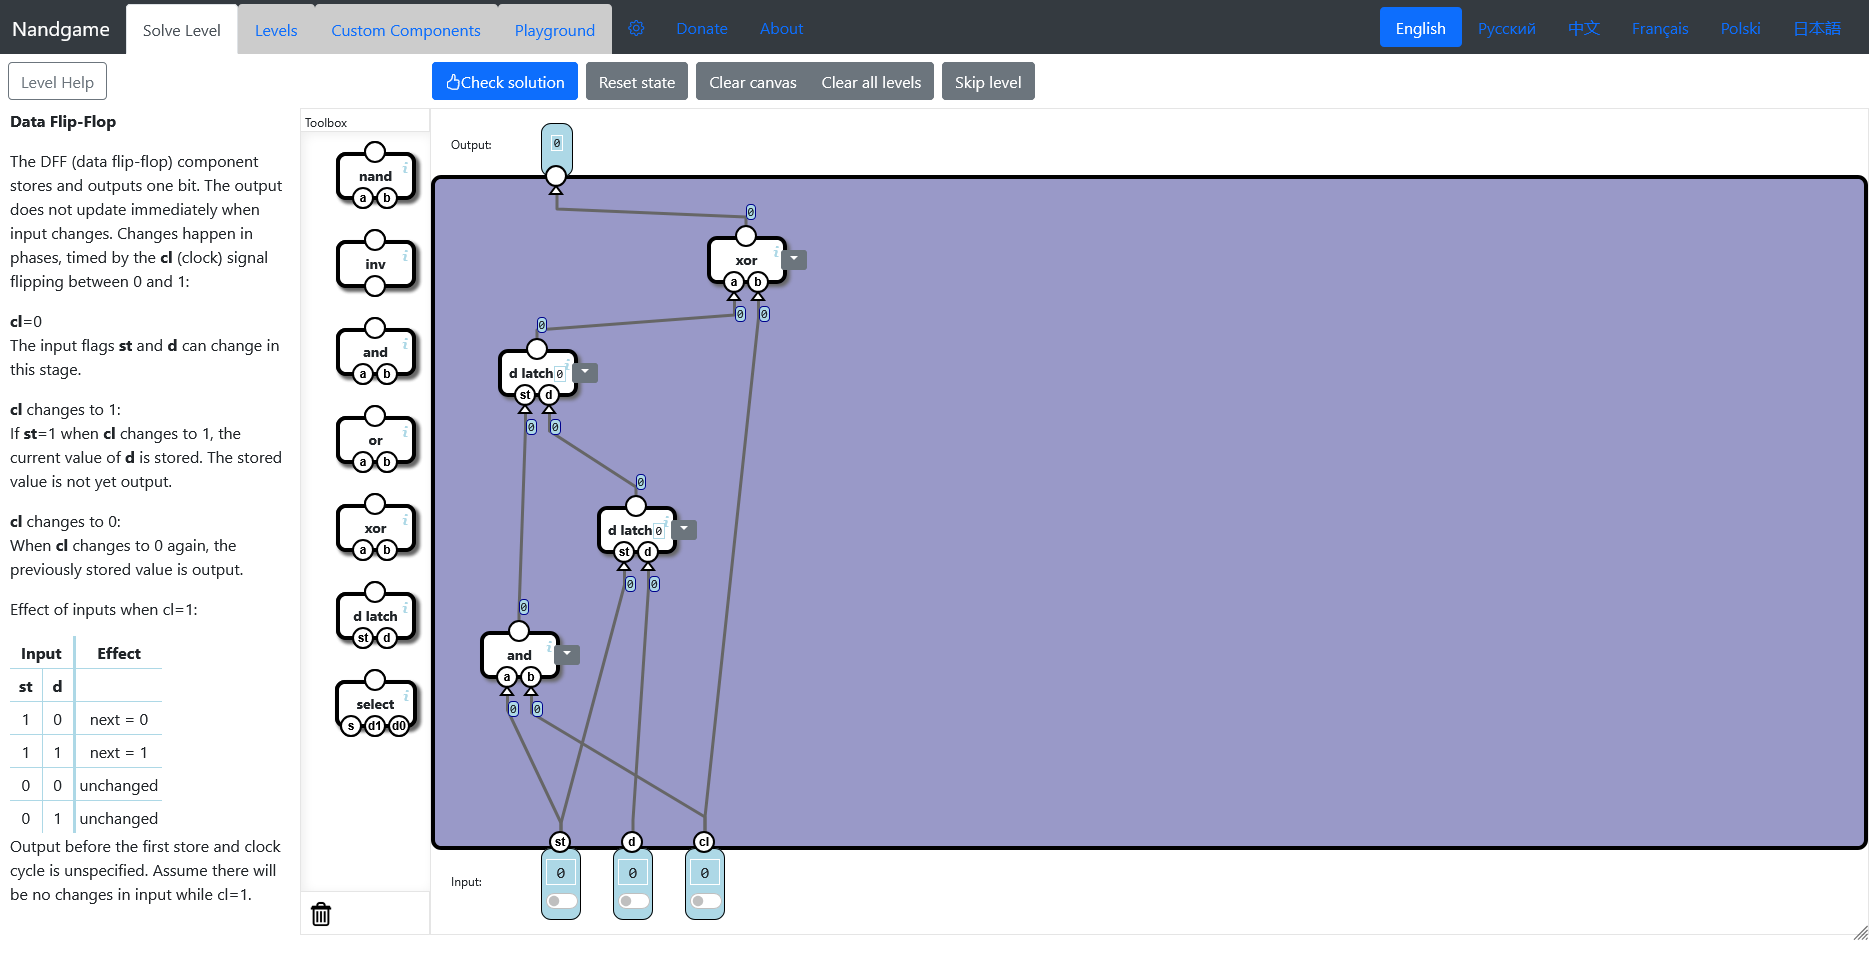 Nandgame
Solve Level
Levels
Custom Components
Playground
Donate
About
English
Русский
中文
Français
Polski
日本語
Level Help
Check solution
Reset state
Clear canvas
Clear all levels
Skip level
Data Flip-Flop
The DFF (data flip-flop) component
stores and outputs one bit. The output
does not update immediately when
input changes. Changes happen in
phases, timed by the cl (clock) signal
flipping between 0 and 1:
cl=0
The input flags st and d can change in
this stage.
cl changes to 1:
If st=1 when cl changes to 1, the
current value of d is stored. The stored
value is not yet output.
cl changes to 0:
When cl changes to 0 again, the
previously stored value is output.
Effect of inputs when cl=1:
Input Effect
st d
1 0 next = 0
1 1 next = 1
0 0 unchanged
0 1 unchanged
Output before the first store and clock
cycle is unspecified. Assume there will
be no changes in input while cl=1.
Toolbox
nand i
a b
inv i
and i
a b
or i
a b
xor i
a b
d latch i
st d
select i
s d1 d0
Output:
0
0
xor i
a b
0 0
0
d latch 0 i
st d
0 0
0
d latch 0 i
st d
0 0
0
and i
a b
0 0
st d cl
Input:
0 0 0